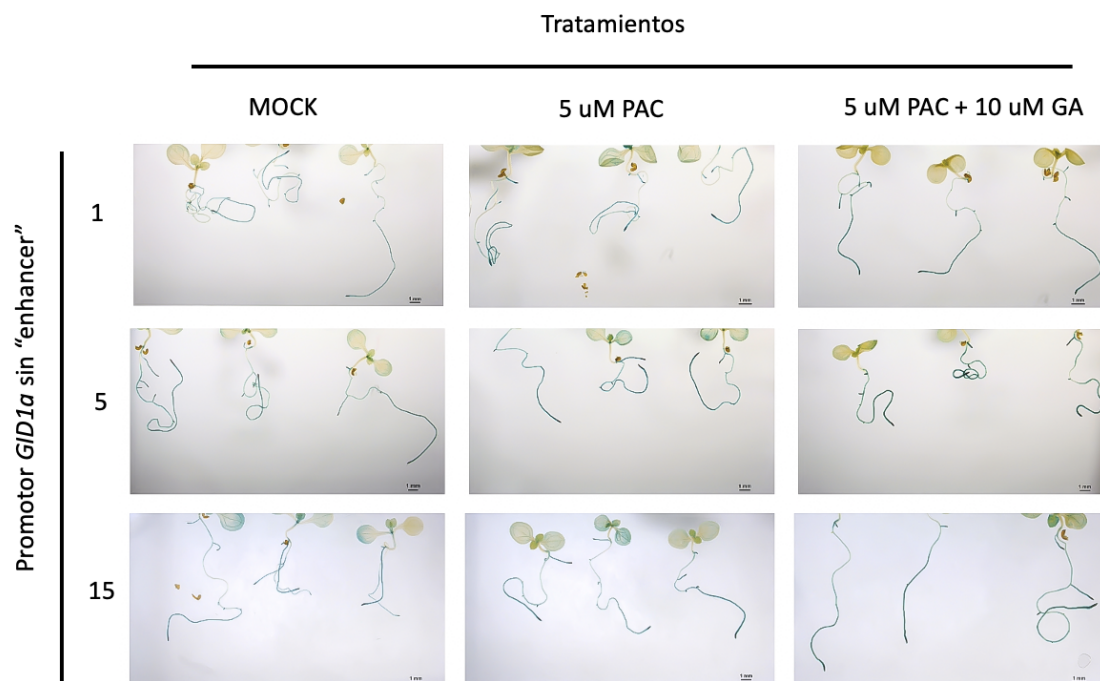 Tratamientos
MOCK
5 uM PAC
5 uM PAC + 10 uM GA
Promotor GID1a sin “enhancer”
1
1 mm
1 mm
1 mm
5
1 mm
1 mm
1 mm
15
1 mm
1 mm
1 mm